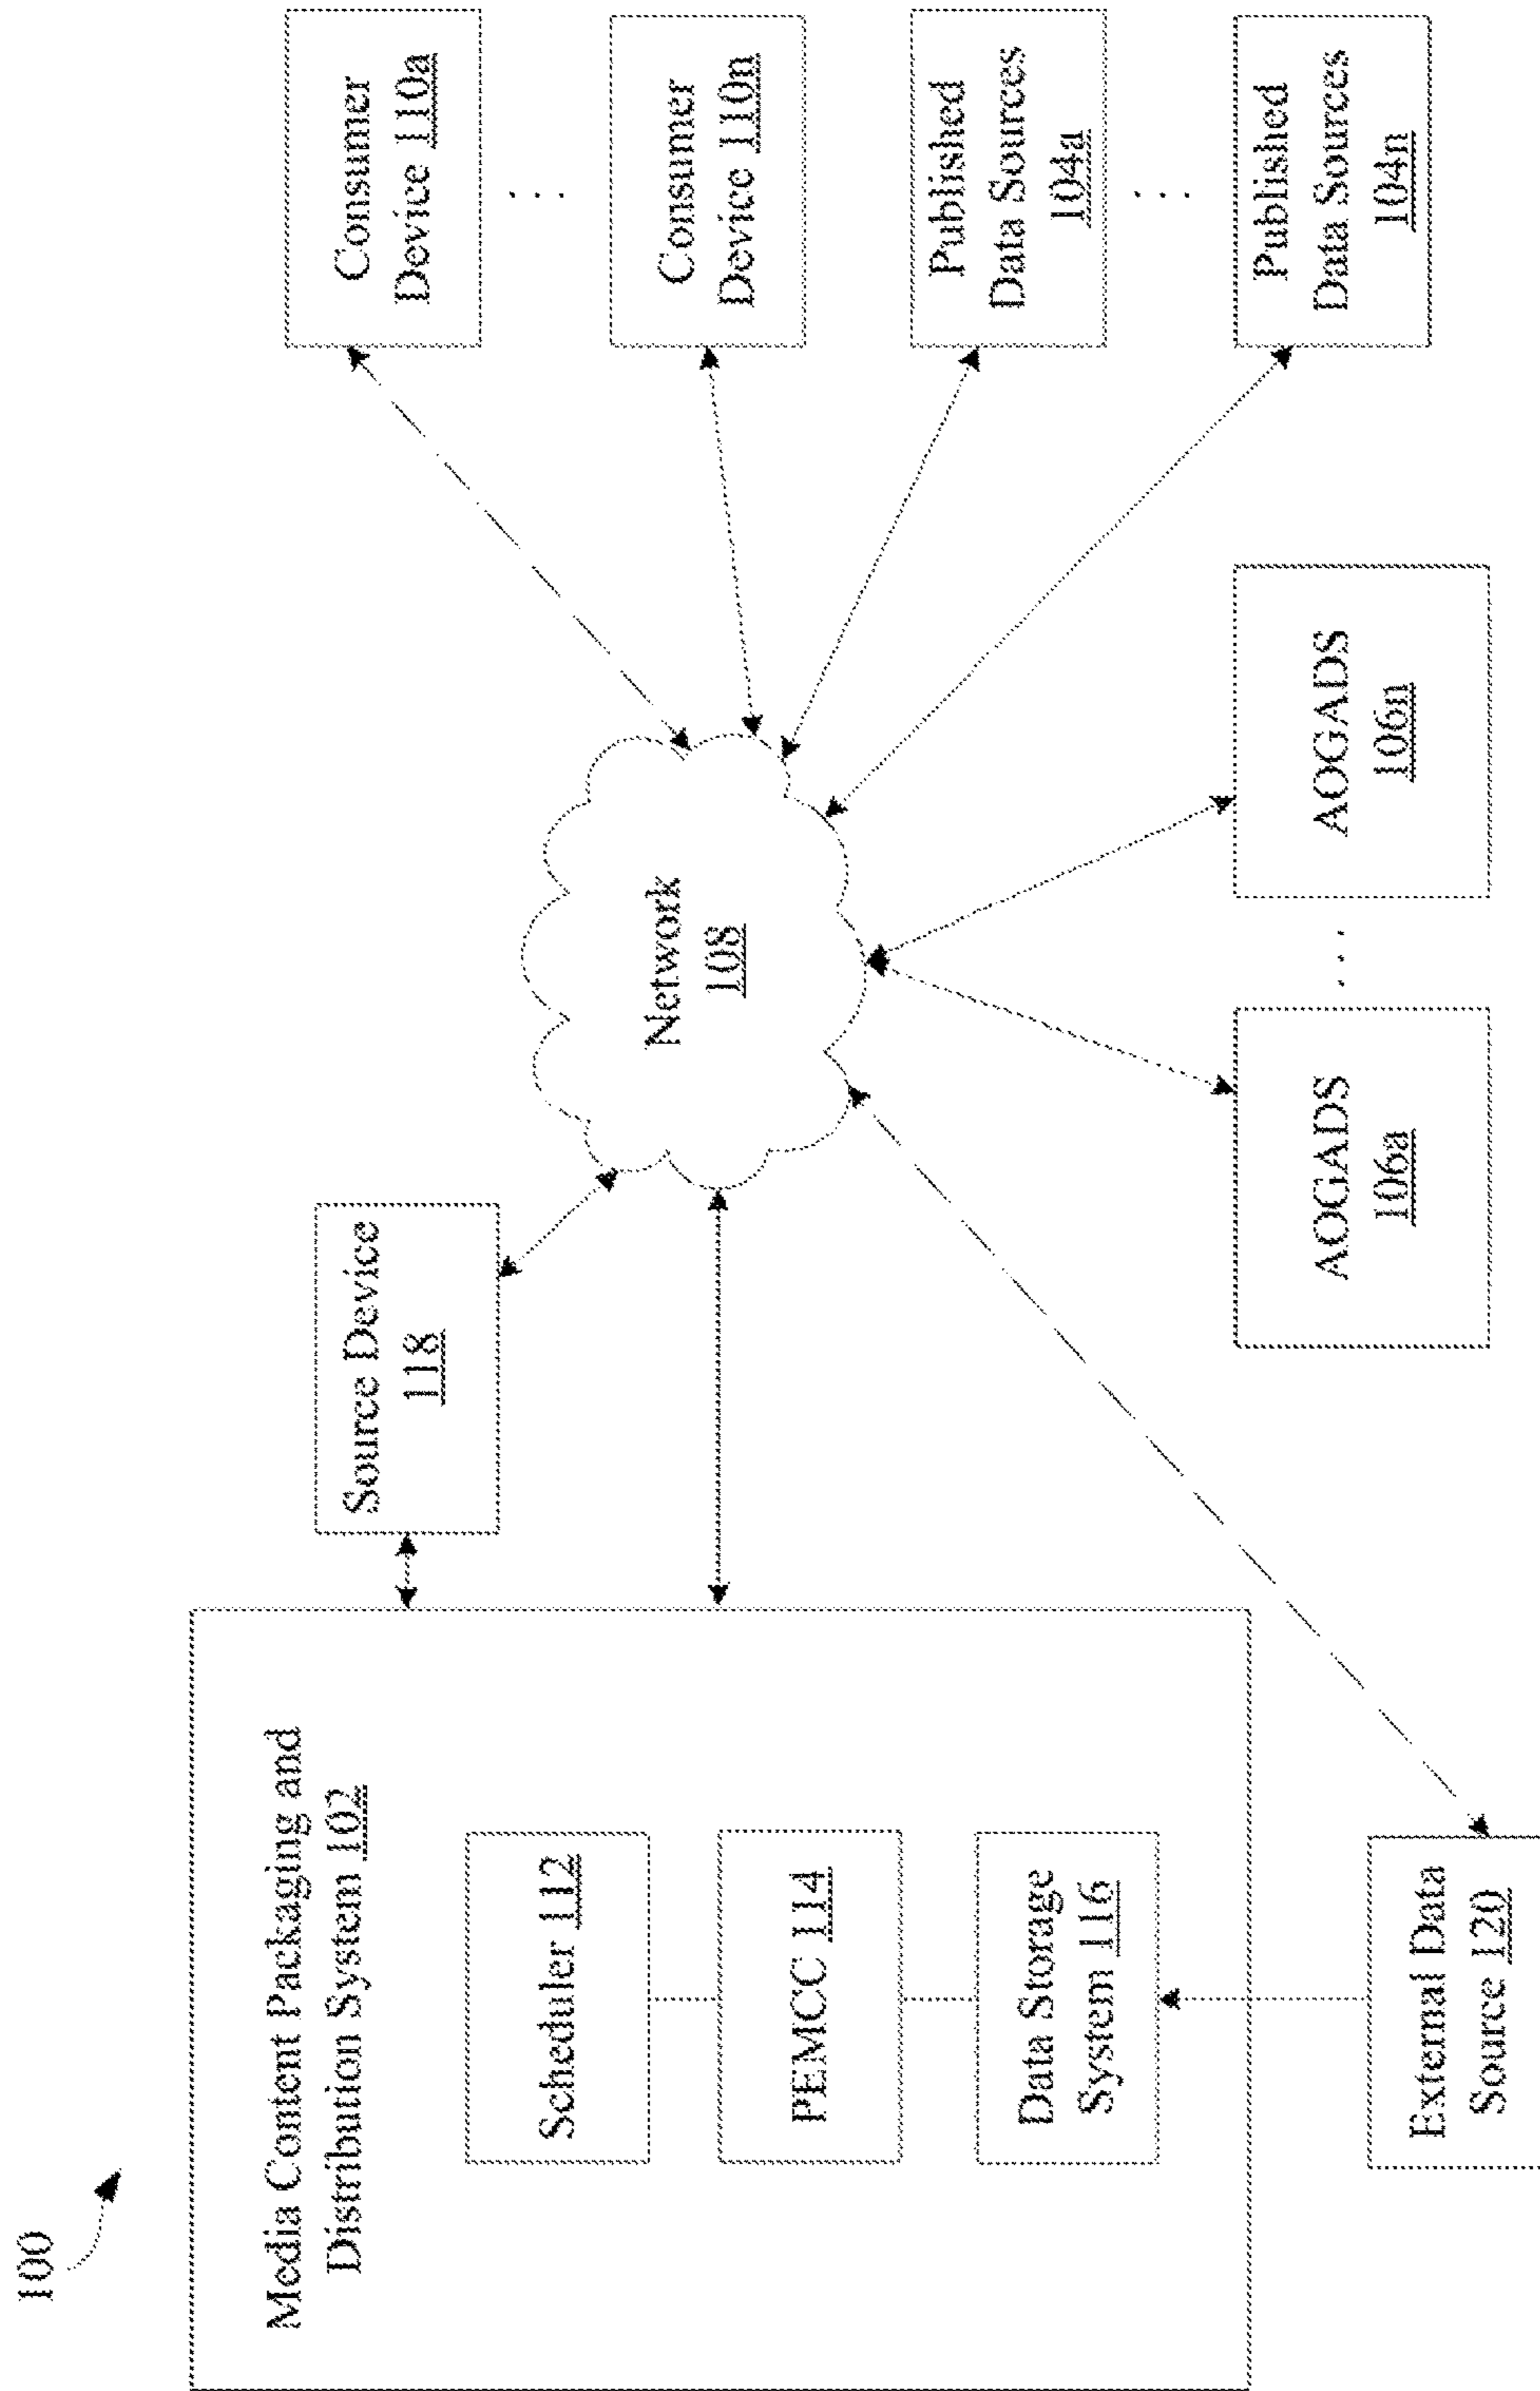 100
Media Content Packaging and
Distribution System 102
Scheduler 112
PEMCC 114
Data Storage
System 116
External Data
Source 120
Source Device
118
Network
108
AOGADS
106a
. . .
AOGADS
106n
Consumer
Device 110a
. . .
Consumer
Device 110n
Published
Data Sources
104a
. . .
Published
Data Sources
104n